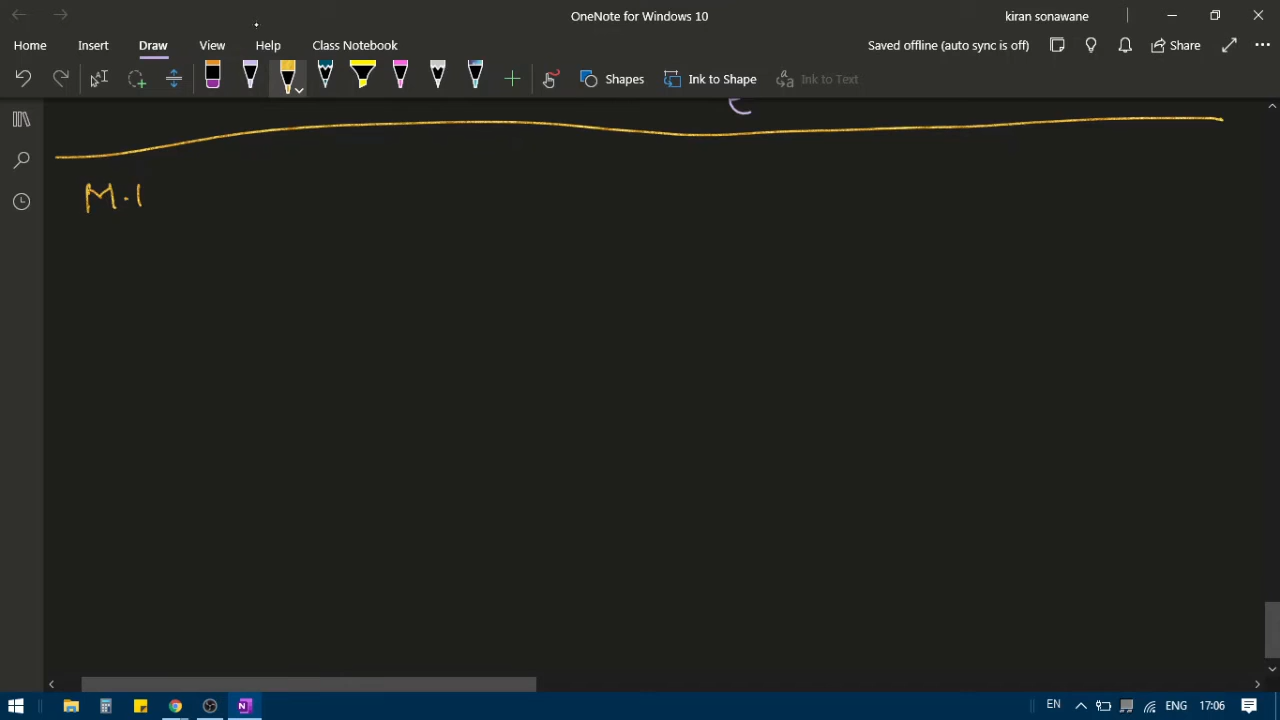 OneNote for Windows 10
kiran sonawane
Home Insert Draw View Help Class Notebook
Saved offline (auto sync is off)
Share
Shapes
Ink to Shape
Ink to Text
M.I
EN
ENG
17:06